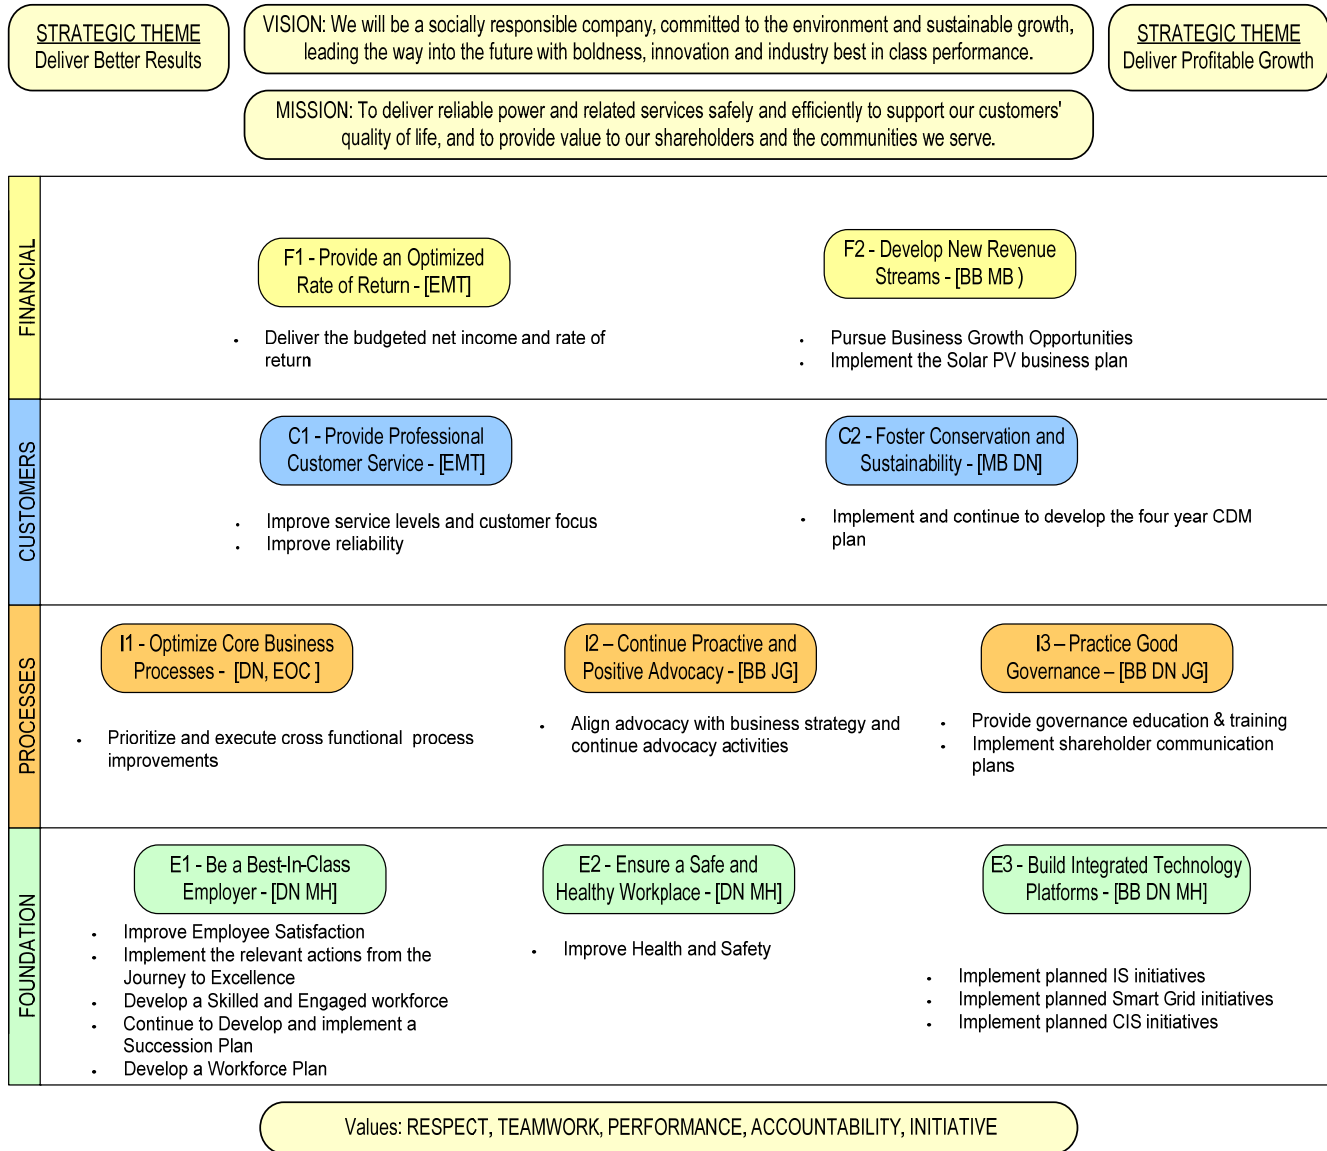 STRATEGIC THEME
Deliver Better Results
VISION: We will be a socially responsible company, committed to the environment and sustainable growth,
leading the way into the future with boldness, innovation and industry best in class performance.
STRATEGIC THEME
Deliver Profitable Growth
MISSION: To deliver reliable power and related services safely and efficiently to support our customers'
quality of life, and to provide value to our shareholders and the communities we serve.
FINANCIAL
F1 - Provide an Optimized
Rate of Return - [EMT]
• Deliver the budgeted net income and rate of
return
F2 - Develop New Revenue
Streams - [BB MB )
• Pursue Business Growth Opportunities
• Implement the Solar PV business plan
CUSTOMERS
C1 - Provide Professional
Customer Service - [EMT]
• Improve service levels and customer focus
• Improve reliability
C2 - Foster Conservation and
Sustainability - [MB DN]
• Implement and continue to develop the four year CDM
plan
PROCESSES
I1 - Optimize Core Business
Processes - [DN, EOC ]
• Prioritize and execute cross functional process
improvements
I2 – Continue Proactive and
Positive Advocacy - [BB JG]
• Align advocacy with business strategy and
continue advocacy activities
I3 – Practice Good
Governance – [BB DN JG]
• Provide governance education & training
• Implement shareholder communication
plans
FOUNDATION
E1 - Be a Best-In-Class
Employer - [DN MH]
• Improve Employee Satisfaction
• Implement the relevant actions from the
Journey to Excellence
• Develop a Skilled and Engaged workforce
• Continue to Develop and implement a
Succession Plan
• Develop a Workforce Plan
E2 - Ensure a Safe and
Healthy Workplace - [DN MH]
• Improve Health and Safety
E3 - Build Integrated Technology
Platforms - [BB DN MH]
• Implement planned IS initiatives
• Implement planned Smart Grid initiatives
• Implement planned CIS initiatives
Values: RESPECT, TEAMWORK, PERFORMANCE, ACCOUNTABILITY, INITIATIVE